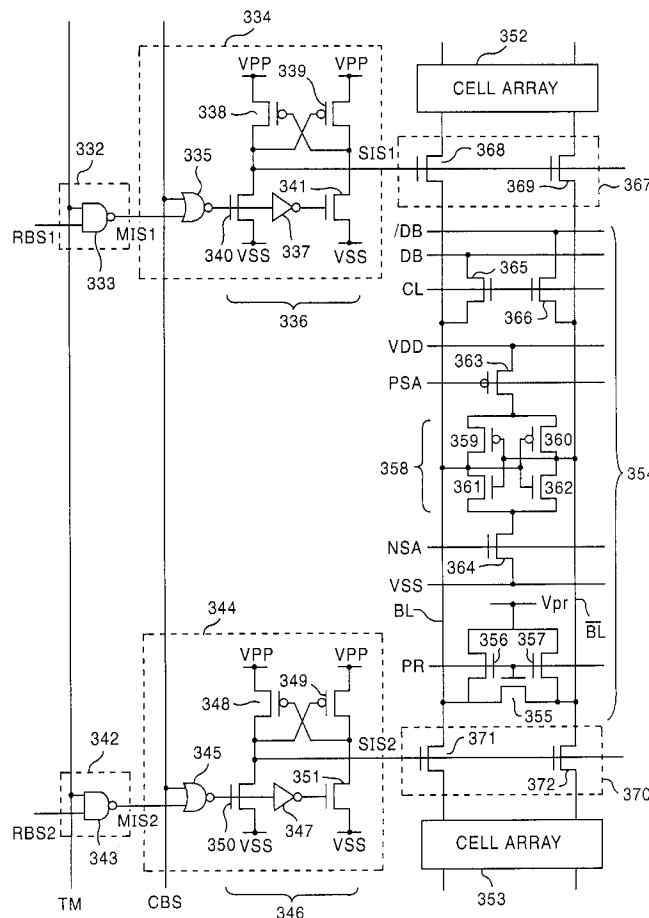 334
352
VPP
339
VPP
CELL ARRAY
338
332
335
SIS1
368
341
369
367
RBS1
MIS1
/DB
333
340
VSS
337
VSS
DB
365
336
CL
366
VDD
363
PSA
359
360
358
354
361
362
NSA
364
VSS
344
BL
Vpr
BL
VPP
349
VPP
356
357
348
PR
355
342
345
SIS2
371
351
372
370
RBS2
MIS2
343
350
VSS
347
VSS
CELL ARRAY
TM
CBS
346
353